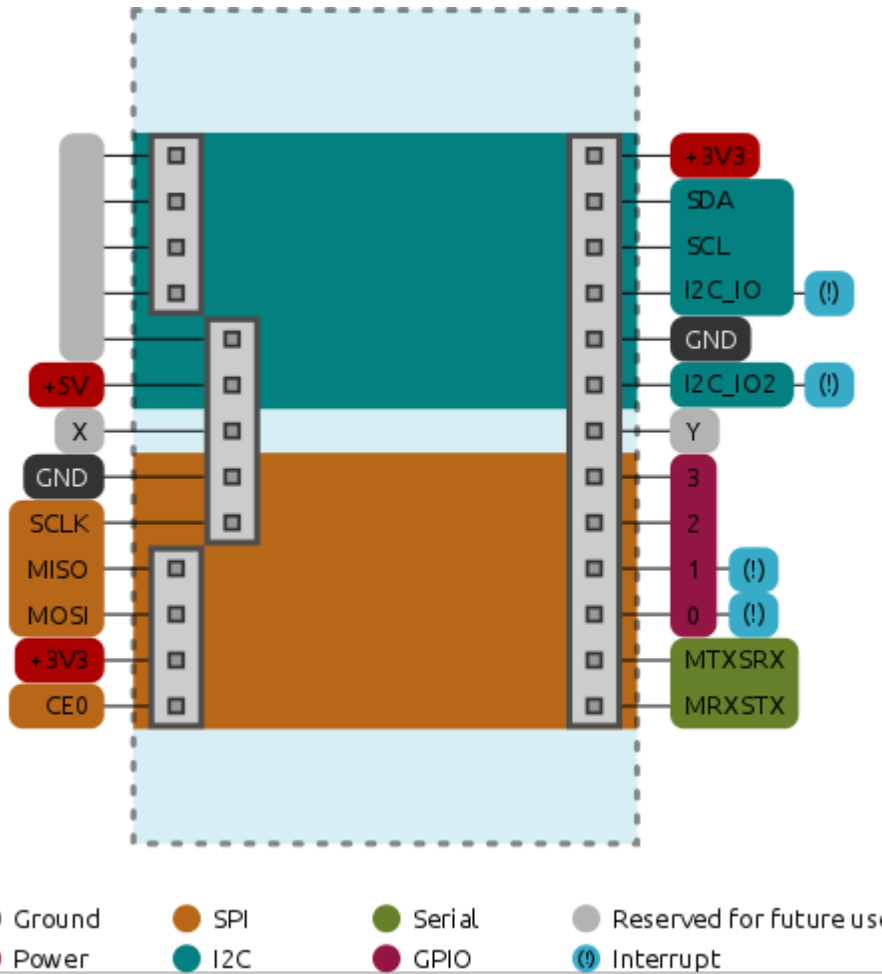 +3V3
SDA
SCL
I2C_IO (!)
GND
+5V I2C_IO2 (!)
X Y
GND 3
SCLK 2
MISO 1 (!)
MOSI 0 (!)
+3V3 MTXSRX
CE0 MRXSTX
Ground SPI Serial Reserved for future use
Power I2C GPIO (!) Interrupt